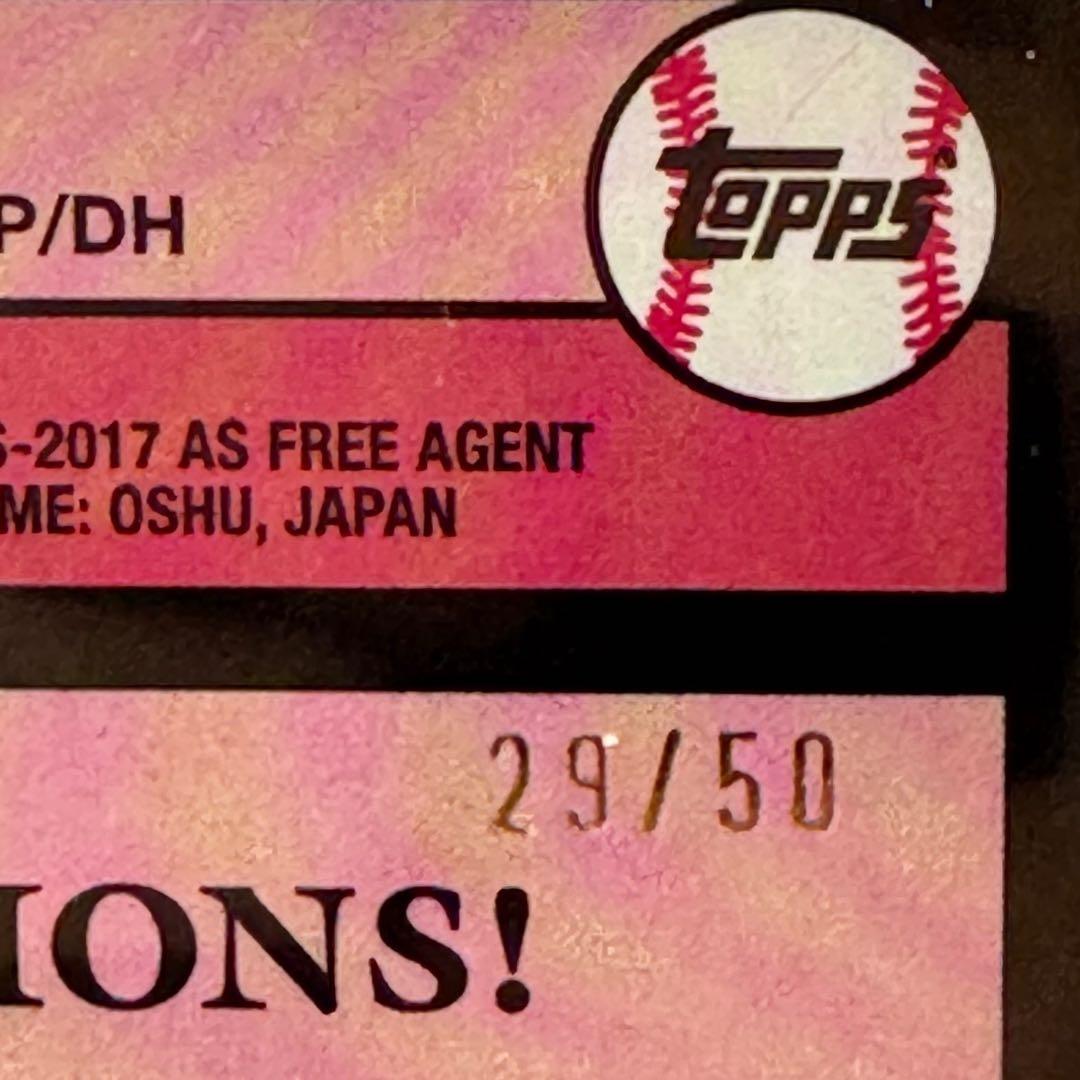 topps
P/DH
-2017 AS FREE AGENT
ME: OSHU, JAPAN
29/50
IONS!